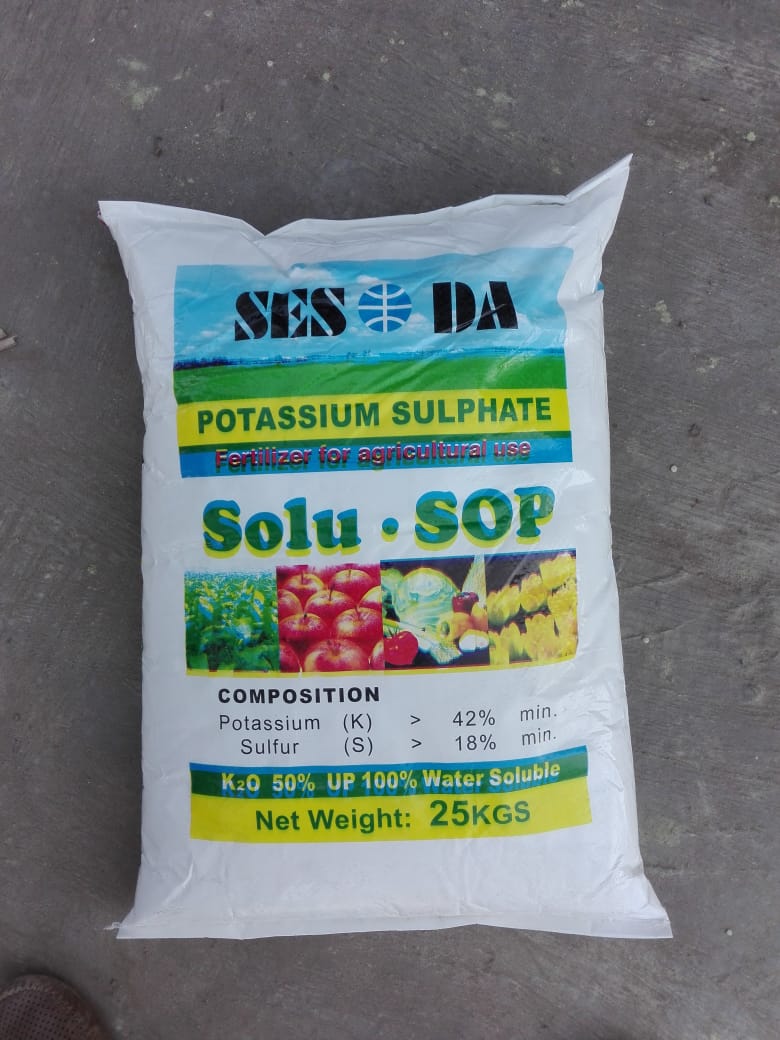 SES DA
POTASSIUM SULPHATE
Fertilizer for agricultural use
Solu · SOP
COMPOSITION
Potassium (K) > 42% min.
Sulfur (S) > 18% min.
K₂O 50% UP 100% Water Soluble
Net Weight: 25KGS